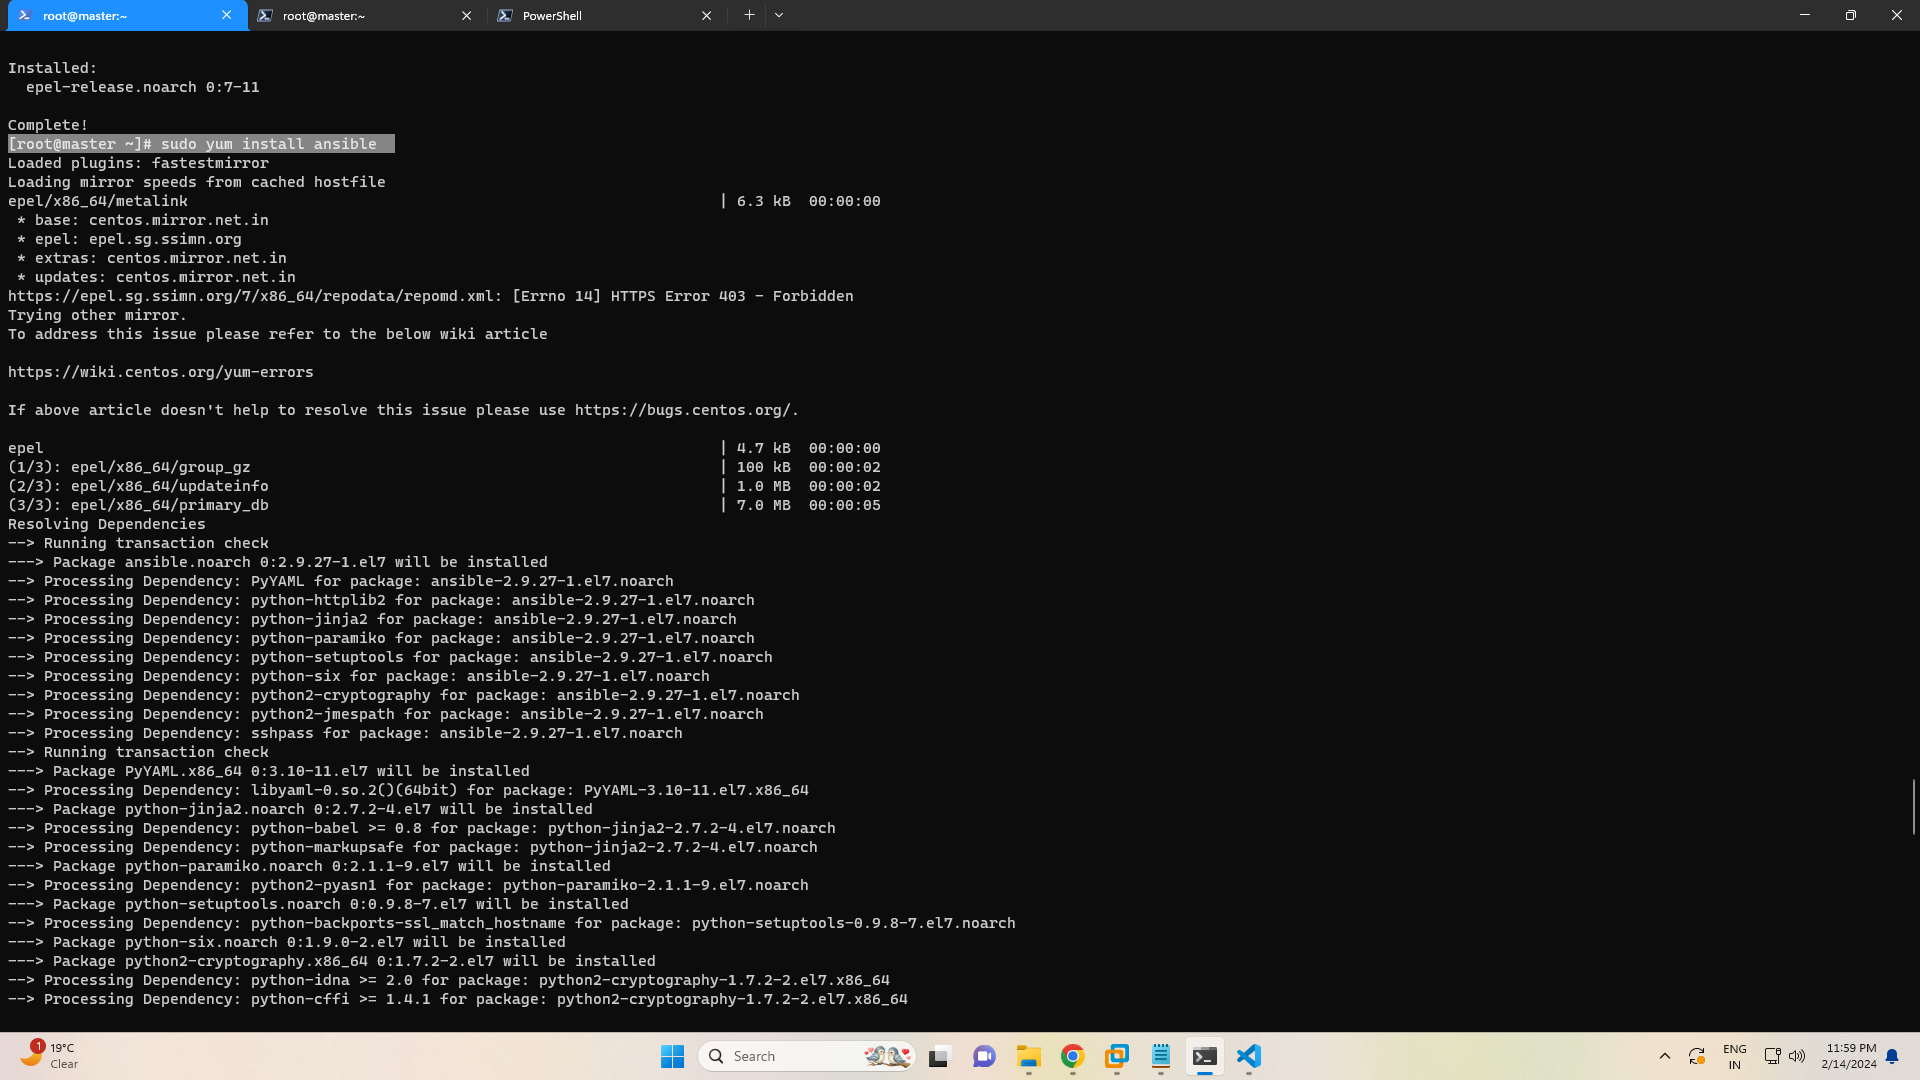 root@master:~
root@master:~
PowerShell
Installed:
  epel-release.noarch 0:7-11
Complete!
[root@master ~]# sudo yum install ansible
Loaded plugins: fastestmirror
Loading mirror speeds from cached hostfile
epel/x86_64/metalink | 6.3 kB  00:00:00
 * base: centos.mirror.net.in
 * epel: epel.sg.ssimn.org
 * extras: centos.mirror.net.in
 * updates: centos.mirror.net.in
https://epel.sg.ssimn.org/7/x86_64/repodata/repomd.xml: [Errno 14] HTTPS Error 403 - Forbidden
Trying other mirror.
To address this issue please refer to the below wiki article
https://wiki.centos.org/yum-errors
If above article doesn't help to resolve this issue please use https://bugs.centos.org/.
epel | 4.7 kB  00:00:00
(1/3): epel/x86_64/group_gz | 100 kB  00:00:02
(2/3): epel/x86_64/updateinfo | 1.0 MB  00:00:02
(3/3): epel/x86_64/primary_db | 7.0 MB  00:00:05
Resolving Dependencies
--> Running transaction check
---> Package ansible.noarch 0:2.9.27-1.el7 will be installed
--> Processing Dependency: PyYAML for package: ansible-2.9.27-1.el7.noarch
--> Processing Dependency: python-httplib2 for package: ansible-2.9.27-1.el7.noarch
--> Processing Dependency: python-jinja2 for package: ansible-2.9.27-1.el7.noarch
--> Processing Dependency: python-paramiko for package: ansible-2.9.27-1.el7.noarch
--> Processing Dependency: python-setuptools for package: ansible-2.9.27-1.el7.noarch
--> Processing Dependency: python-six for package: ansible-2.9.27-1.el7.noarch
--> Processing Dependency: python2-cryptography for package: ansible-2.9.27-1.el7.noarch
--> Processing Dependency: python2-jmespath for package: ansible-2.9.27-1.el7.noarch
--> Processing Dependency: sshpass for package: ansible-2.9.27-1.el7.noarch
--> Running transaction check
---> Package PyYAML.x86_64 0:3.10-11.el7 will be installed
--> Processing Dependency: libyaml-0.so.2()(64bit) for package: PyYAML-3.10-11.el7.x86_64
---> Package python-jinja2.noarch 0:2.7.2-4.el7 will be installed
--> Processing Dependency: python-babel >= 0.8 for package: python-jinja2-2.7.2-4.el7.noarch
--> Processing Dependency: python-markupsafe for package: python-jinja2-2.7.2-4.el7.noarch
---> Package python-paramiko.noarch 0:2.1.1-9.el7 will be installed
--> Processing Dependency: python2-pyasn1 for package: python-paramiko-2.1.1-9.el7.noarch
---> Package python-setuptools.noarch 0:0.9.8-7.el7 will be installed
--> Processing Dependency: python-backports-ssl_match_hostname for package: python-setuptools-0.9.8-7.el7.noarch
---> Package python-six.noarch 0:1.9.0-2.el7 will be installed
---> Package python2-cryptography.x86_64 0:1.7.2-2.el7 will be installed
--> Processing Dependency: python-idna >= 2.0 for package: python2-cryptography-1.7.2-2.el7.x86_64
--> Processing Dependency: python-cffi >= 1.4.1 for package: python2-cryptography-1.7.2-2.el7.x86_64
1
19°C
Clear
Search
ENG
IN
11:59 PM
2/14/2024